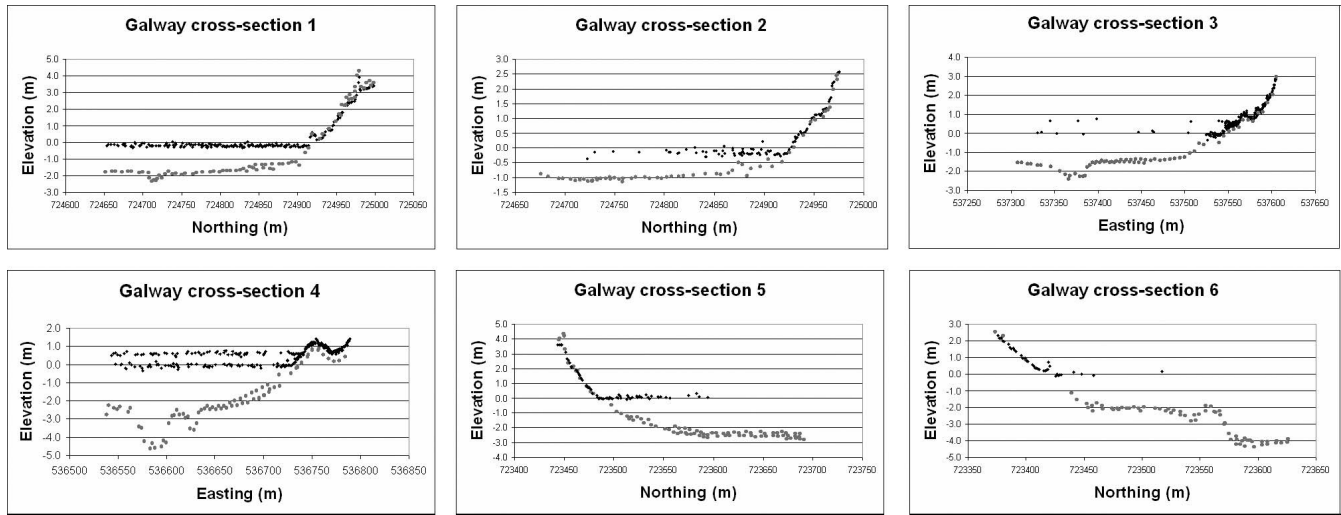 Galway cross-section 1
Elevation (m)
5.0
4.0
3.0
2.0
1.0
0.0
-1.0
-2.0
-3.0
724600 724650 724700 724750 724800 724850 724900 724950 725000 725050
Northing (m)
Galway cross-section 2
Elevation (m)
3.0
2.5
2.0
1.5
1.0
0.5
0.0
-0.5
-1.0
-1.5
724650 724700 724750 724800 724850 724900 724950 725000
Northing (m)
Galway cross-section 3
Elevation (m)
4.0
3.0
2.0
1.0
0.0
-1.0
-2.0
-3.0
537250 537300 537350 537400 537450 537500 537550 537600 537650
Easting (m)
Galway cross-section 4
Elevation (m)
2.0
1.0
0.0
-1.0
-2.0
-3.0
-4.0
-5.0
536500 536550 536600 536650 536700 536750 536800 536850
Easting (m)
Galway cross-section 5
Elevation (m)
5.0
4.0
3.0
2.0
1.0
0.0
-1.0
-2.0
-3.0
-4.0
723400 723450 723500 723550 723600 723650 723700 723750
Northing (m)
Galway cross-section 6
Elevation (m)
3.0
2.0
1.0
0.0
-1.0
-2.0
-3.0
-4.0
-5.0
723350 723400 723450 723500 723550 723600 723650
Northing (m)